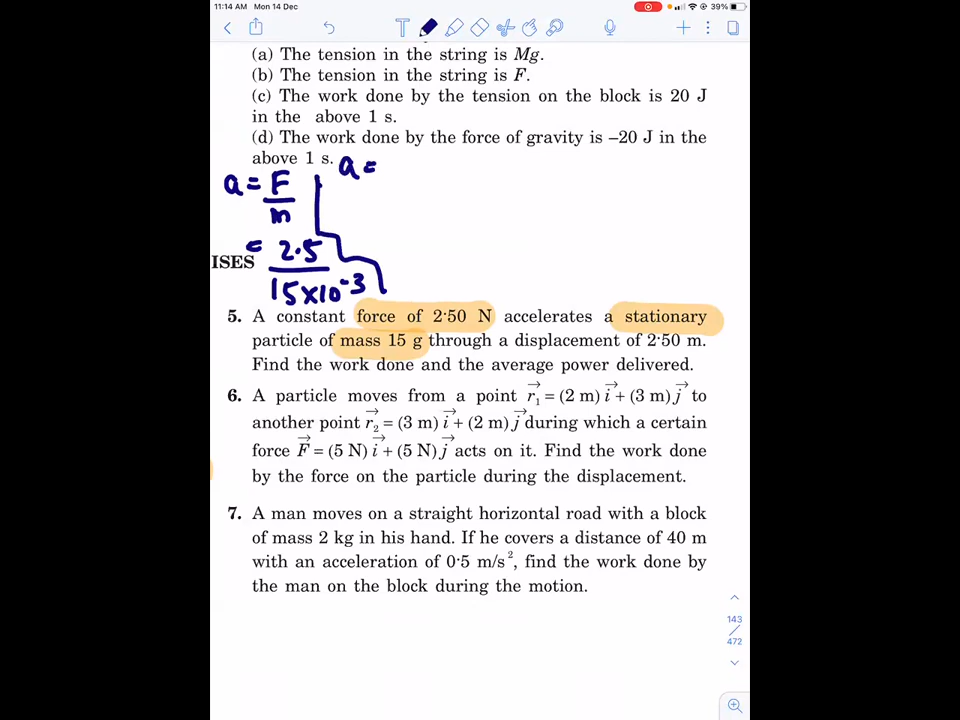 11:14 AM Mon 14 Dec
39%
(a) The tension in the string is Mg.
(b) The tension in the string is F.
(c) The work done by the tension on the block is 20 J
in the above 1 s.
(d) The work done by the force of gravity is –20 J in the
above 1 s.
a =
a = F
m
= 2.5
15×10⁻³
ISES
5. A constant force of 2·50 N accelerates a stationary
particle of mass 15 g through a displacement of 2·50 m.
Find the work done and the average power delivered.
6. A particle moves from a point r⃗₁ = (2 m) i⃗ + (3 m) j⃗ to
another point r⃗₂ = (3 m) i⃗ + (2 m) j⃗ during which a certain
force F⃗ = (5 N) i⃗ + (5 N) j⃗ acts on it. Find the work done
by the force on the particle during the displacement.
7. A man moves on a straight horizontal road with a block
of mass 2 kg in his hand. If he covers a distance of 40 m
with an acceleration of 0·5 m/s², find the work done by
the man on the block during the motion.
143
/
472